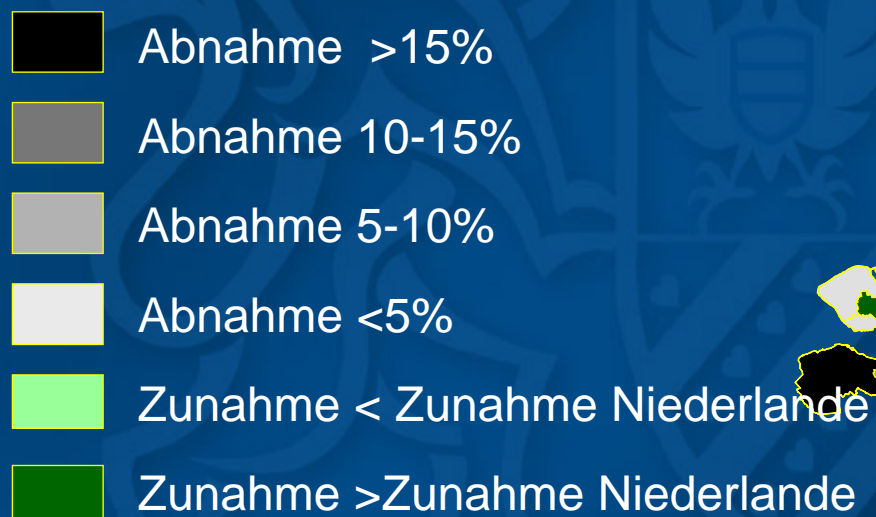 Abnahme  >15%
Abnahme 10-15%
Abnahme 5-10%
Abnahme <5%
Zunahme < Zunahme Niederlande
Zunahme >Zunahme Niederlande